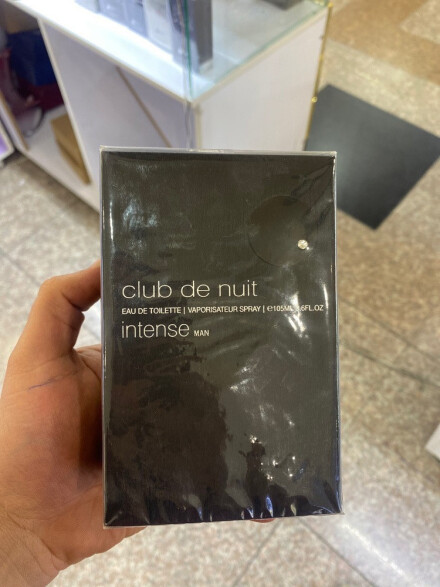 club de nuit
EAU DE TOILETTE | VAPORISATEUR SPRAY | ℮105ML 3.6FL.OZ
intense MAN